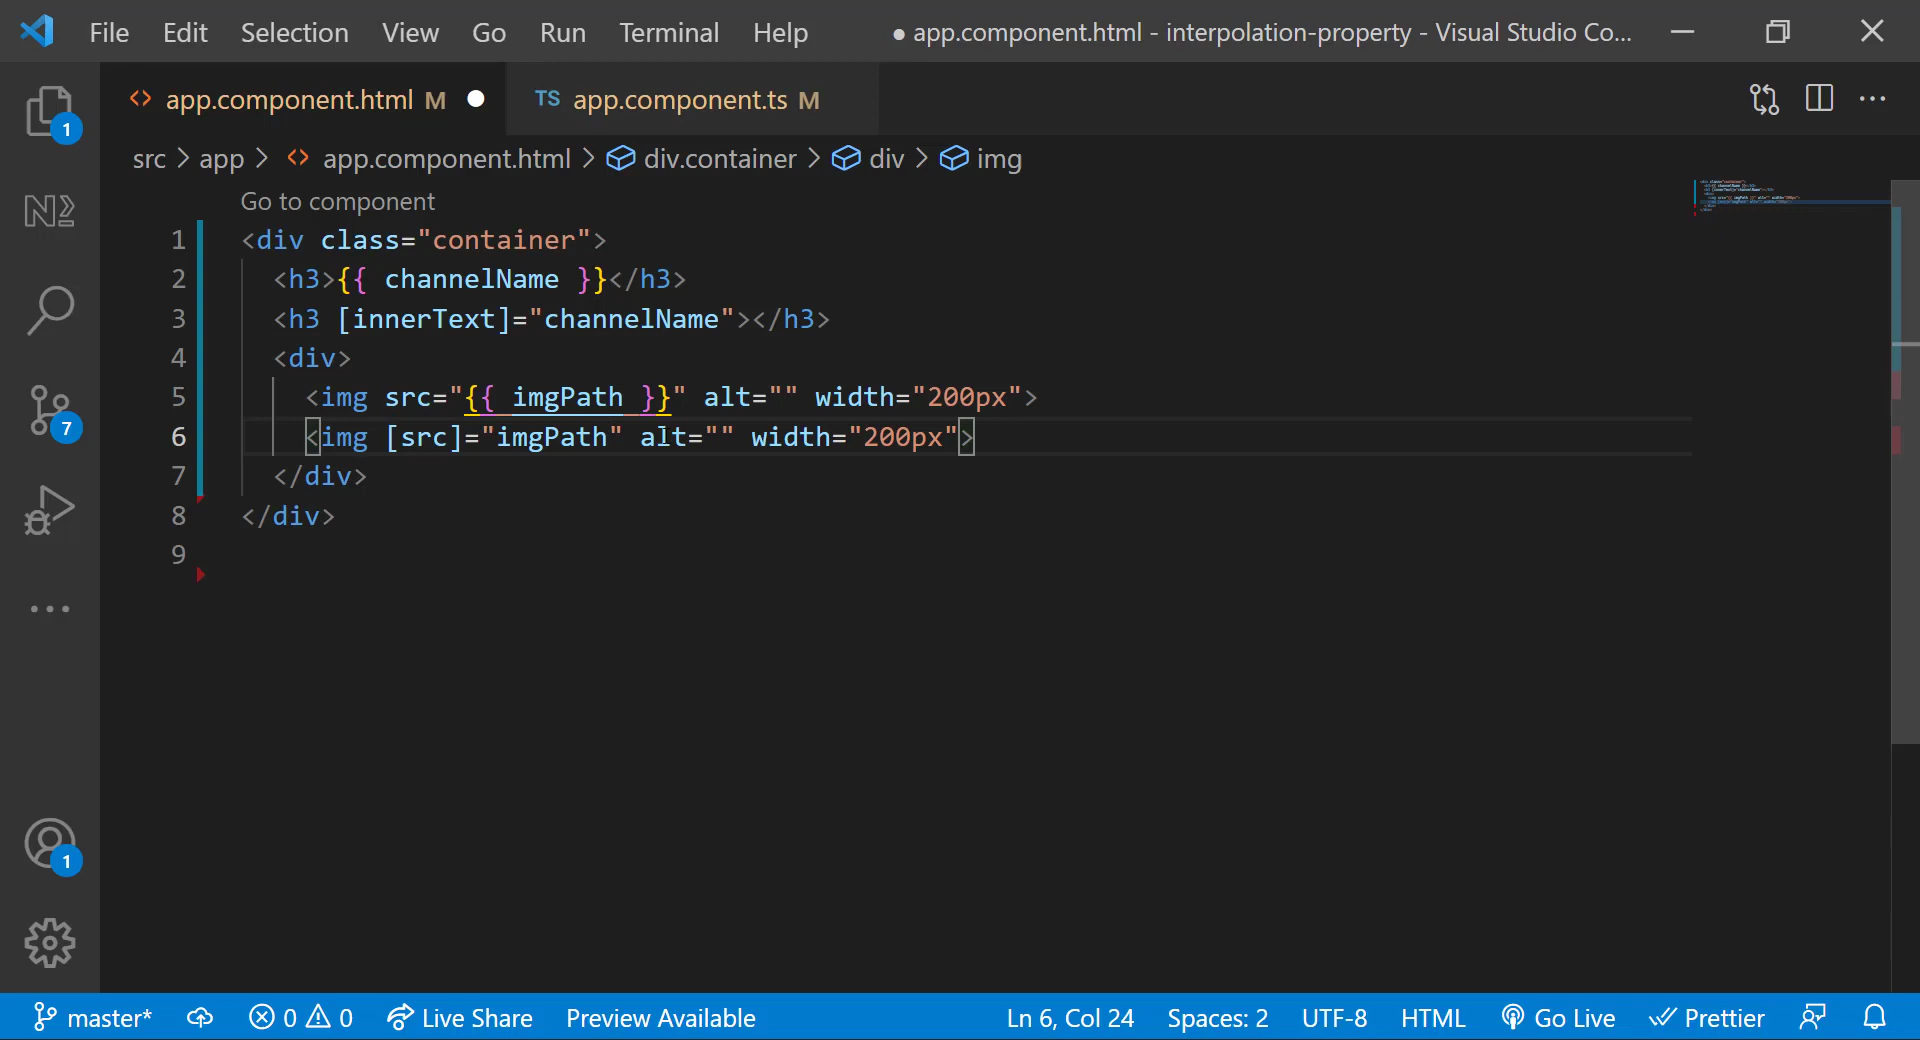 File Edit Selection View Go Run Terminal Help ● app.component.html - interpolation-property - Visual Studio Co...
app.component.html M ● TS app.component.ts M
src > app > app.component.html > div.container > div > img
Go to component
1 <div class="container">
2 <h3>{{ channelName }}</h3>
3 <h3 [innerText]="channelName"></h3>
4 <div>
5 <img src="{{ imgPath }}" alt="" width="200px">
6 <img [src]="imgPath" alt="" width="200px">
7 </div>
8 </div>
9
1
7
1
master* 0 0 Live Share Preview Available Ln 6, Col 24 Spaces: 2 UTF-8 HTML Go Live Prettier